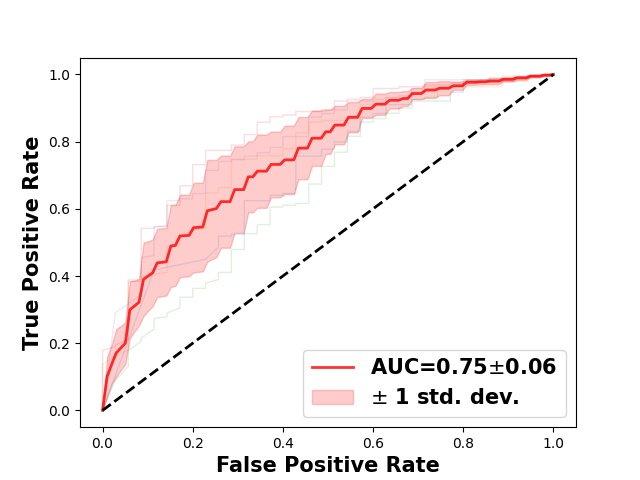 True Positive Rate
1.0
0.8
0.6
0.4
0.2
0.0
AUC=0.75±0.06
± 1 std. dev.
0.0 0.2 0.4 0.6 0.8 1.0
False Positive Rate